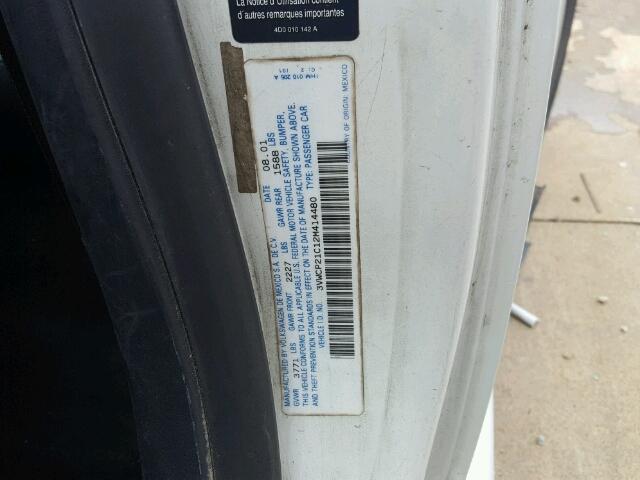 La Notice d'Utilisation contient
d'autres remarques importantes
4D0 010 142 A
MANUFACTURED BY VOLKSWAGEN DE MEXICO S.A. DE C.V. DATE 08.01
GVWR 3771 LBS GAWR FRONT 2227 LBS GAWR REAR 1588 LBS
THIS VEHICLE CONFORMS TO ALL APPLICABLE U.S. FEDERAL MOTOR VEHICLE SAFETY, BUMPER,
AND THEFT PREVENTION STANDARDS IN EFFECT ON THE DATE OF MANUFACTURE SHOWN ABOVE.
VEHICLE I.D. NO. 3VWCP21C12M414480 TYPE: PASSENGER CAR
COUNTRY OF ORIGIN: MEXICO
010 206 A